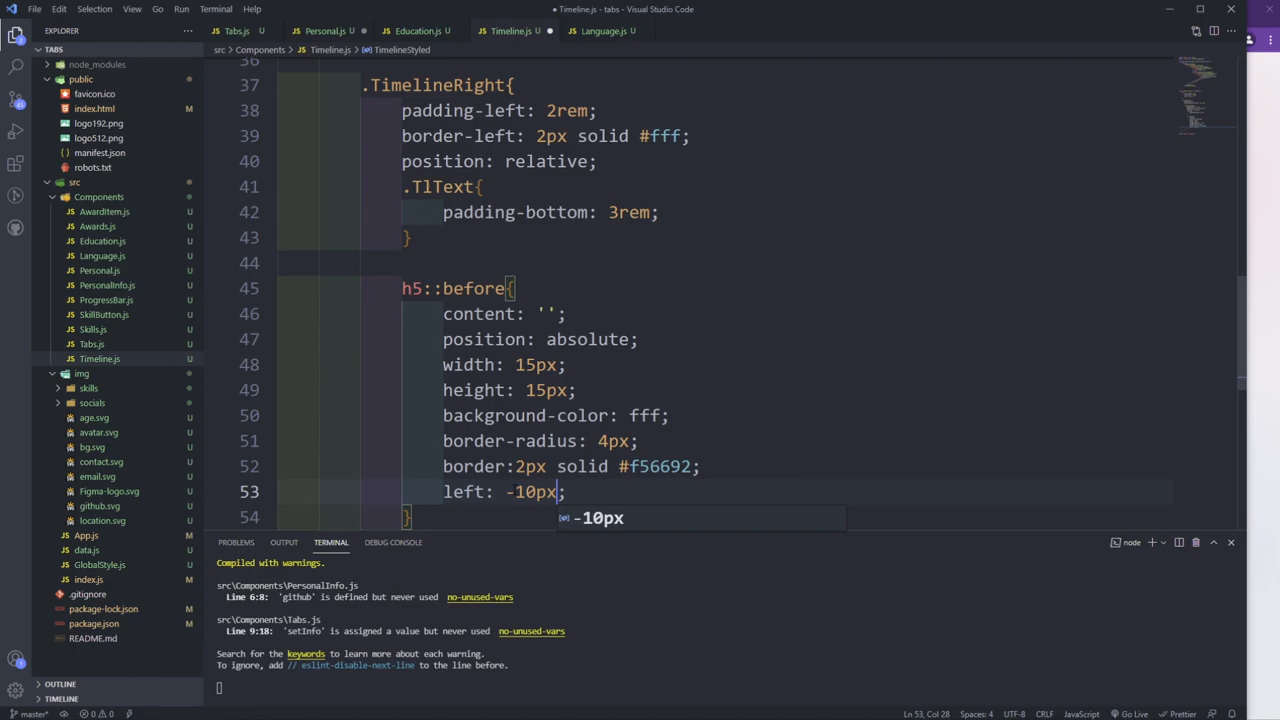 File Edit Selection View Go Run Terminal Help
● Timeline.js - tabs - Visual Studio Code
EXPLORER
TABS
node_modules
public
favicon.ico
index.html M
logo192.png
logo512.png
manifest.json
robots.txt
src
Components
AwardItem.js U
Awards.js U
Education.js U
Language.js U
Personal.js U
PersonalInfo.js U
ProgressBar.js U
SkillButton.js U
Skills.js U
Tabs.js U
Timeline.js U
img
skills
socials
age.svg U
avatar.svg U
bg.svg U
contact.svg U
email.svg U
Figma-logo.svg U
github.svg U
location.svg U
App.js M
data.js U
GlobalStyle.js U
index.js M
.gitignore
package-lock.json M
package.json M
README.md
OUTLINE
TIMELINE
Tabs.js U Personal.js U Education.js U Timeline.js U Language.js U
src > Components > Timeline.js > TimelineStyled
36
37 .TimelineRight{
38 padding-left: 2rem;
39 border-left: 2px solid #fff;
40 position: relative;
41 .TlText{
42 padding-bottom: 3rem;
43 }
44
45 h5::before{
46 content: '';
47 position: absolute;
48 width: 15px;
49 height: 15px;
50 background-color: fff;
51 border-radius: 4px;
52 border:2px solid #f56692;
53 left: -10px;
-10px
54 }
PROBLEMS OUTPUT TERMINAL DEBUG CONSOLE
node
Compiled with warnings.
src\Components\PersonalInfo.js
Line 6:8: 'github' is defined but never used no-unused-vars
src\Components\Tabs.js
Line 9:18: 'setInfo' is assigned a value but never used no-unused-vars
Search for the keywords to learn more about each warning.
To ignore, add // eslint-disable-next-line to the line before.
master* 0 0 Ln 53, Col 28 Spaces: 4 UTF-8 CRLF JavaScript Go Live Prettier